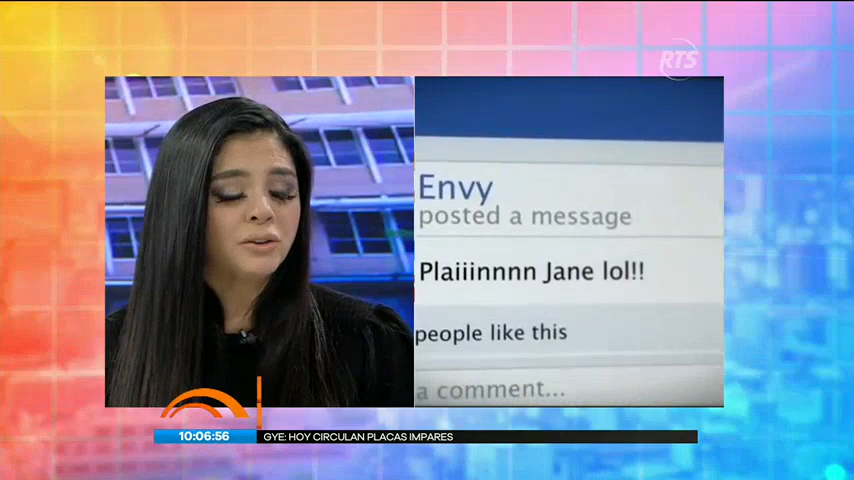 RTS
Envy
posted a message
Plaiiinnnn Jane lol!!
people like this
a comment...
10:06:56
GYE: HOY CIRCULAN PLACAS IMPARES